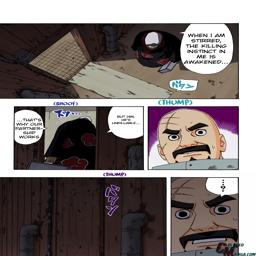 WHEN I AM
STIRRED,
THE KILLING
INSTINCT IN
ME IS
AWAKENED...
(SHOOF)
(THUMP)
...THAT'S
WHY OUR
PARTNER-
SHIP
WORKS
BUT HIM,
HE'S
UNRELIABLE...
(THUMP)
...?